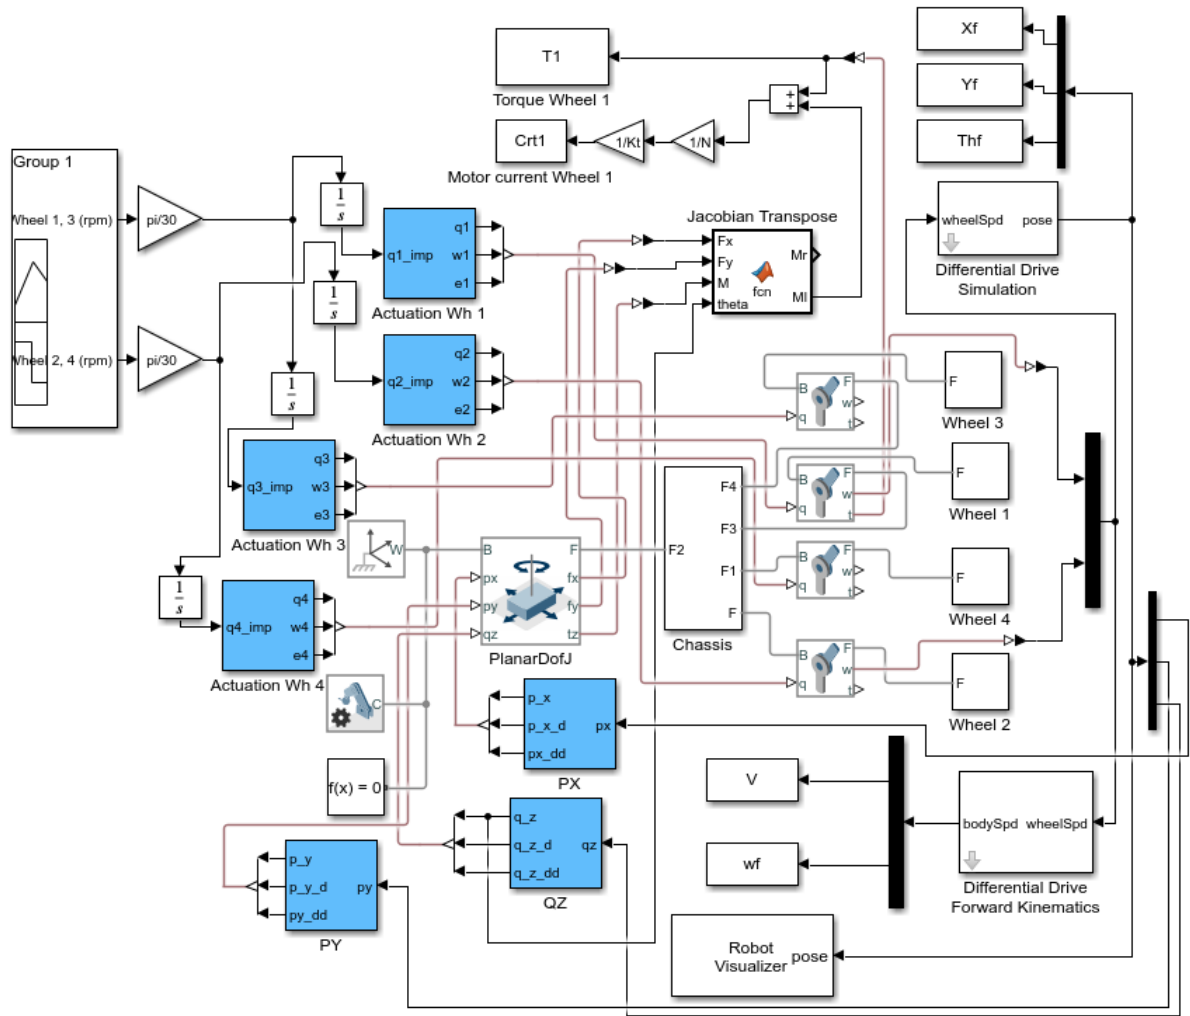 T1
Torque Wheel 1
Crt1
1/Kt
1/N
+
+
Motor current Wheel 1
Xf
Yf
Thf
Group 1
Wheel 1, 3 (rpm)
Wheel 2, 4 (rpm)
pi/30
pi/30
1
s
1
s
1
s
1
s
q1_imp
q1
w1
e1
Actuation Wh 1
q2_imp
q2
w2
e2
Actuation Wh 2
q3_imp
q3
w3
e3
Actuation Wh 3
q4_imp
q4
w4
e4
Actuation Wh 4
Jacobian Transpose
Fx
Fy
M
theta
fcn
Mr
Ml
wheelSpd pose
Differential Drive
Simulation
B
q
F
w
t
F
Wheel 3
B
q
F
w
t
F
Wheel 1
B
q
F
w
t
F
Wheel 4
B
q
F
w
t
F
Wheel 2
F4
F3
F2
F1
F
Chassis
W
B
px
py
qz
F
fx
fy
tz
PlanarDofJ
C
f(x) = 0
p_x
p_x_d
px_dd
px
PX
q_z
q_z_d
q_z_dd
qz
QZ
p_y
p_y_d
py_dd
py
PY
V
wf
bodySpd wheelSpd
Differential Drive
Forward Kinematics
Robot
Visualizer
pose